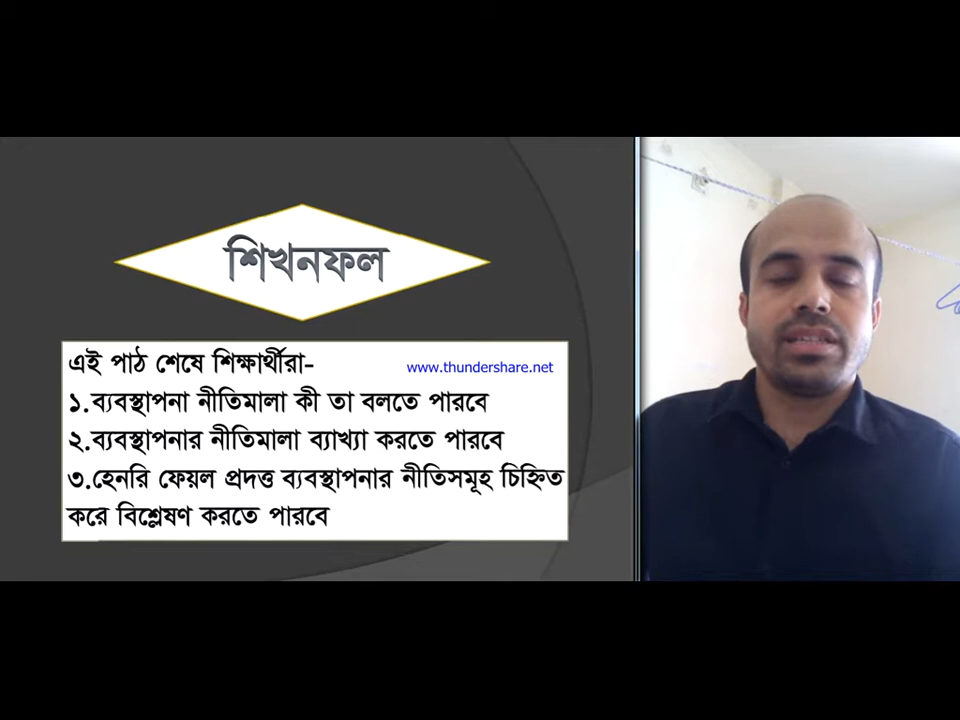 শিখনফল
এই পাঠ শেষে শিক্ষার্থীরা-
www.thundershare.net
১.ব্যবস্থাপনা নীতিমালা কী তা বলতে পারবে
২.ব্যবস্থাপনার নীতিমালা ব্যাখ্যা করতে পারবে
৩.হেনরি ফেয়ল প্রদত্ত ব্যবস্থাপনার নীতিসমূহ চিহ্নিত
করে বিশ্লেষণ করতে পারবে